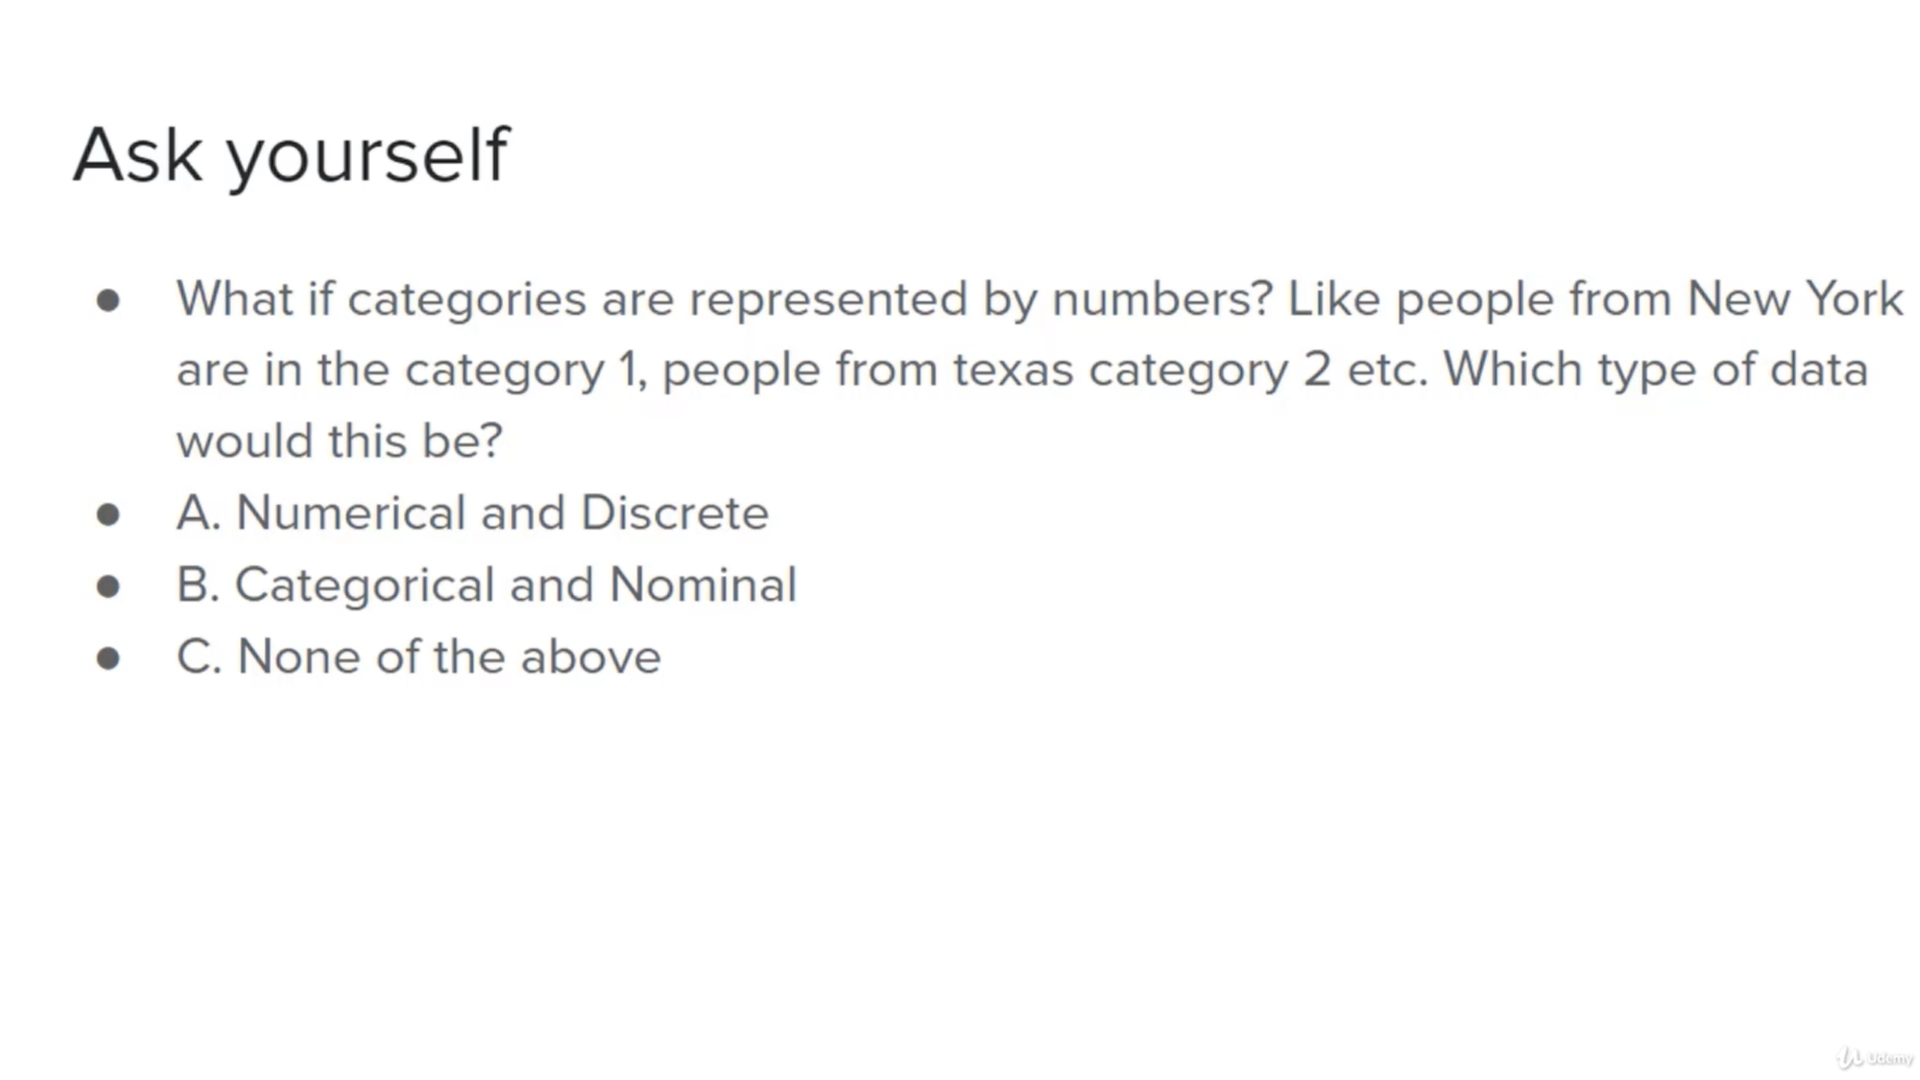 Ask yourself
● What if categories are represented by numbers? Like people from New York
are in the category 1, people from texas category 2 etc. Which type of data
would this be?
● A. Numerical and Discrete
● B. Categorical and Nominal
● C. None of the above
Udemy